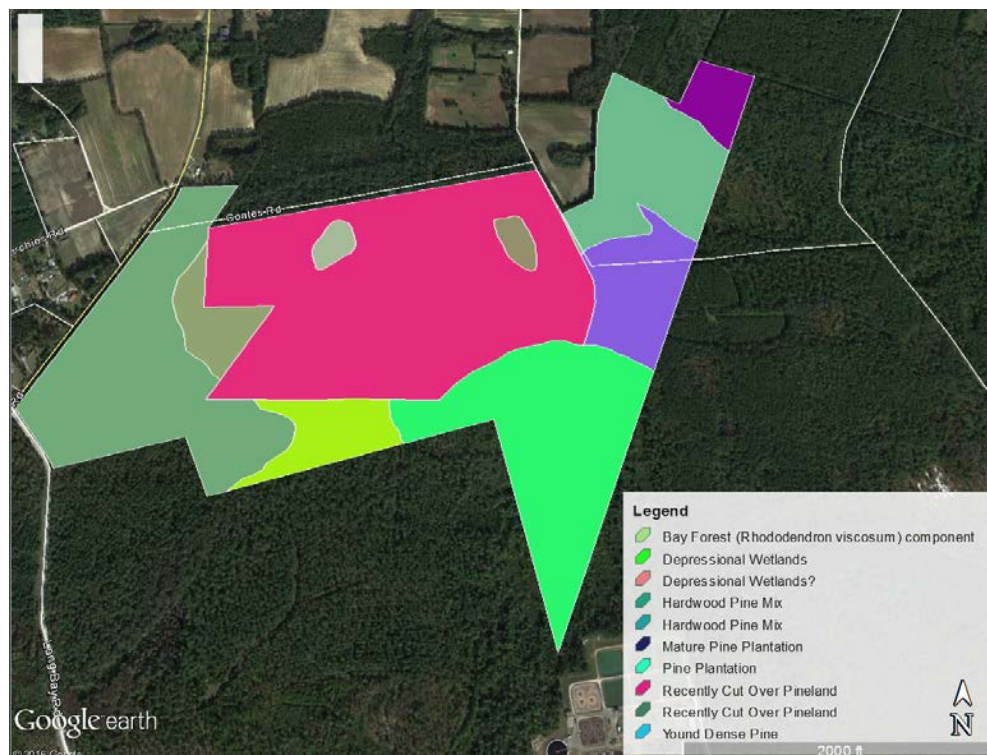 Goates Rd
Rd
Legend
Bay Forest (Rhododendron viscosum) component
Depressional Wetlands
Depressional Wetlands?
Hardwood Pine Mix
Hardwood Pine Mix
Mature Pine Plantation
Pine Plantation
Recently Cut Over Pineland
Recently Cut Over Pineland
Yound Dense Pine
Google earth
N
2000 ft